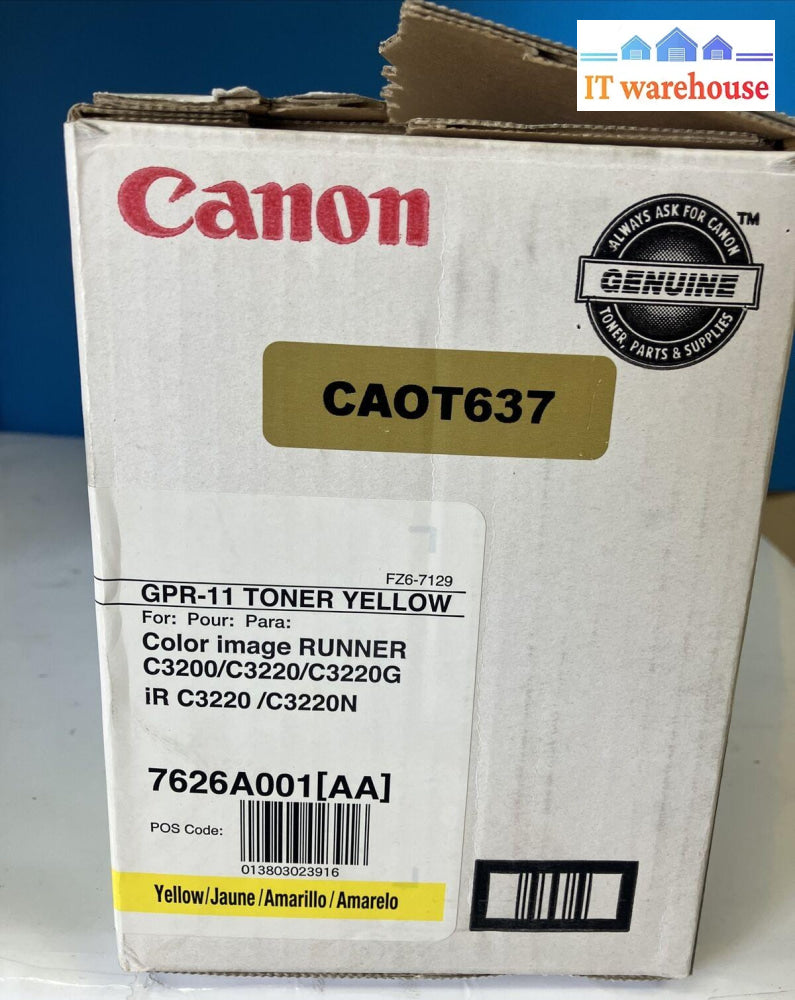 IT warehouse
Canon
ALWAYS ASK FOR CANON
TM
GENUINE
TONER, PARTS & SUPPLIES
CAOT637
FZ6-7129
GPR-11 TONER YELLOW
For: Pour: Para:
Color image RUNNER
C3200/C3220/C3220G
iR C3220 /C3220N
7626A001[AA]
POS Code:
013803023916
Yellow/Jaune/Amarillo/Amarelo